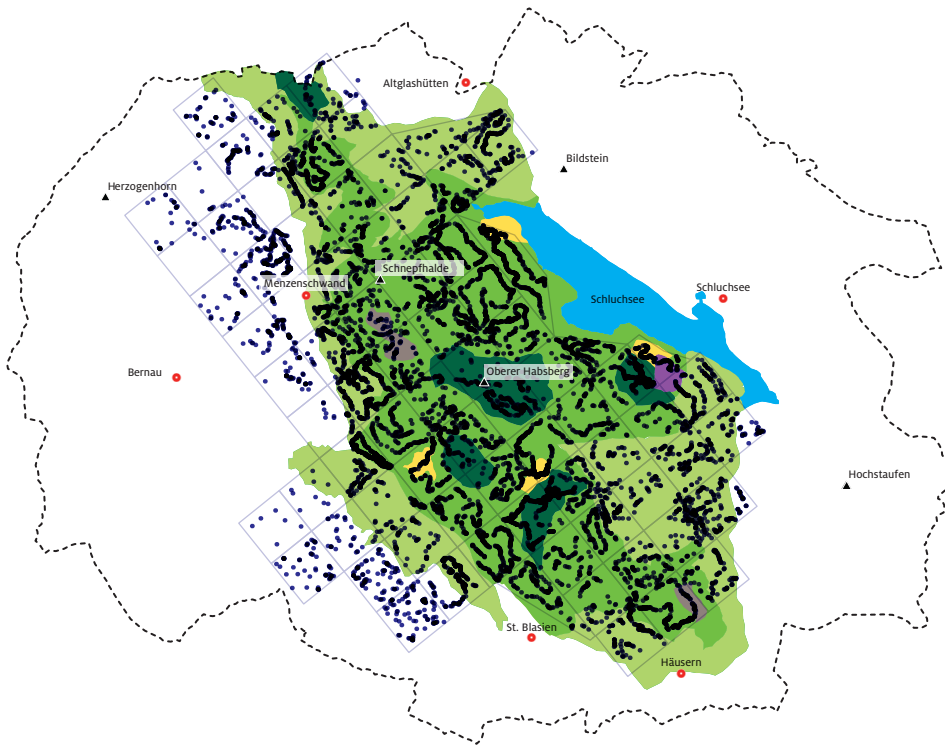 Altglashütten
Bildstein
Herzogenhorn
Schnepfhalde
Menzenschwand
Schluchsee
Schluchsee
Bernau
Oberer Habsberg
Hochstaufen
St. Blasien
Häusern